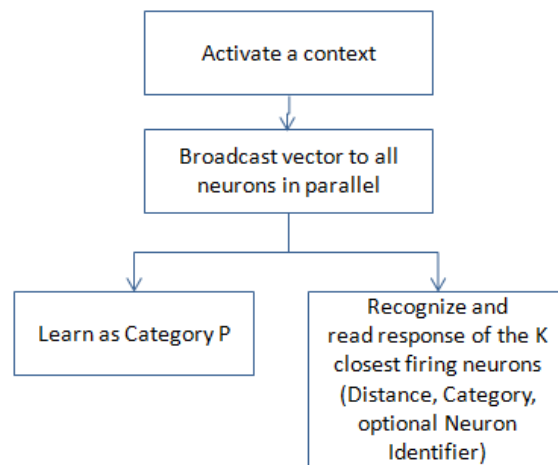 Activate a context
Broadcast vector to all
neurons in parallel
Learn as Category P
Recognize and
read response of the K
closest firing neurons
(Distance, Category,
optional Neuron
Identifier)